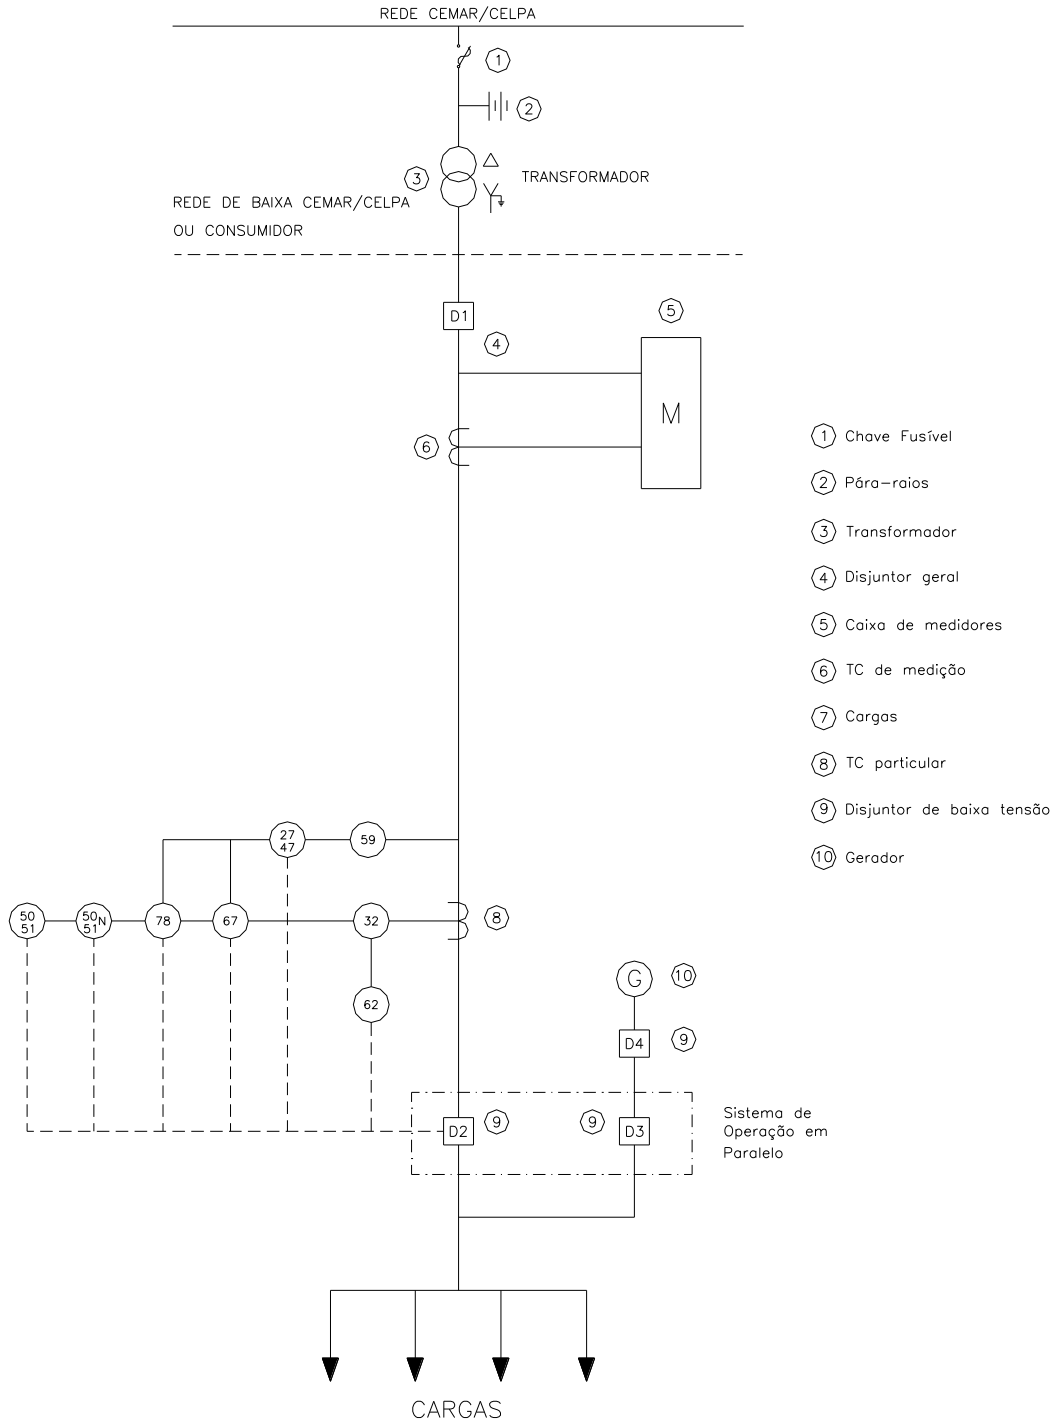 REDE CEMAR/CELPA
1
2
3
TRANSFORMADOR
REDE DE BAIXA CEMAR/CELPA
OU CONSUMIDOR
D1
5
4
M
6
1 Chave Fusível
2 Pára-raios
3 Transformador
4 Disjuntor geral
5 Caixa de medidores
6 TC de medição
7 Cargas
8 TC particular
9 Disjuntor de baixa tensão
10 Gerador
27
47
59
50
51
50N
51
78
67
32
8
62
G
10
D4
9
D2
9
9
D3
Sistema de
Operação em
Paralelo
CARGAS